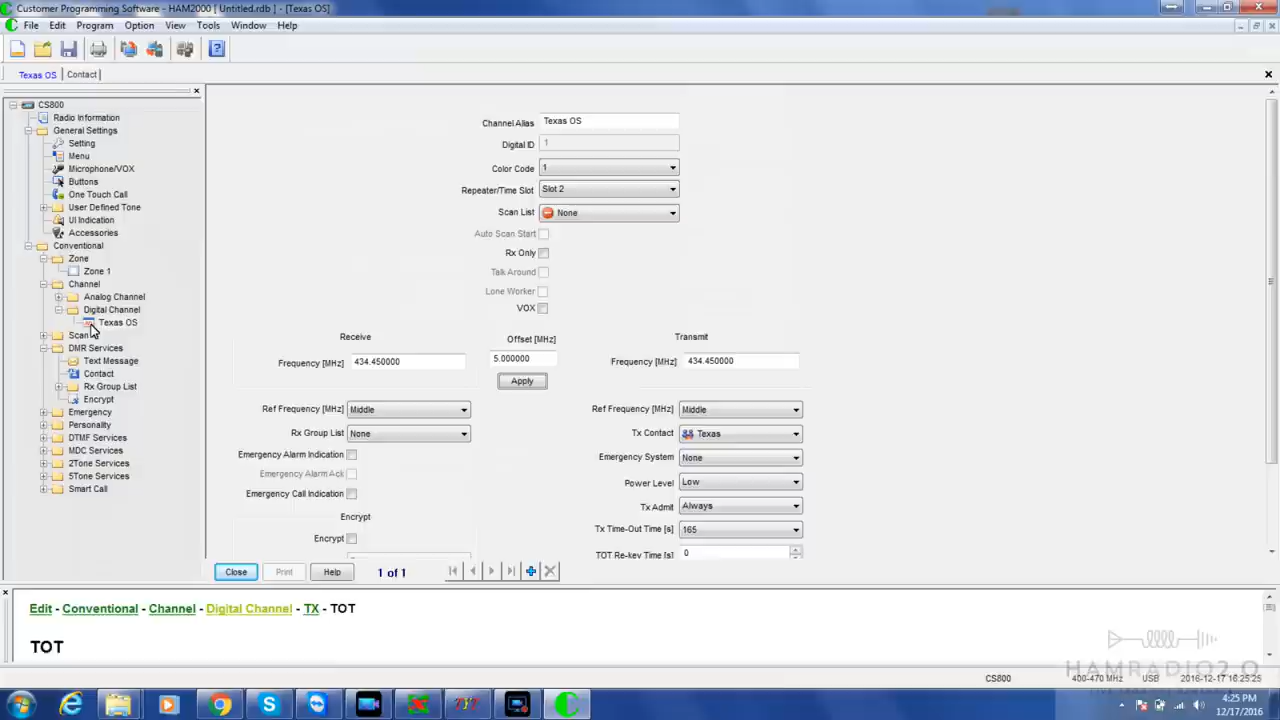 Customer Programming Software - HAM2000 [ Untitled.rdb ] - [Texas OS]
File Edit Program Option View Tools Window Help
Texas OS Contact
CS800
Radio Information
General Settings
Setting
Menu
Microphone/VOX
Buttons
One Touch Call
User Defined Tone
UI Indication
Accessories
Conventional
Zone
Zone 1
Channel
Analog Channel
Digital Channel
Texas OS
Scan
DMR Services
Text Message
Contact
Rx Group List
Encrypt
Emergency
Personality
DTMF Services
MDC Services
2Tone Services
5Tone Services
Smart Call
Channel Alias Texas OS
Digital ID 1
Color Code 1
Repeater/Time Slot Slot 2
Scan List None
Auto Scan Start
Rx Only
Talk Around
Lone Worker
VOX
Receive Offset [MHz] Transmit
Frequency [MHz] 434.450000 5.000000 Frequency [MHz] 434.450000
Apply
Ref Frequency [MHz] Middle Ref Frequency [MHz] Middle
Rx Group List None Tx Contact Texas
Emergency Alarm Indication Emergency System None
Emergency Alarm Ack Power Level Low
Emergency Call Indication Tx Admit Always
Encrypt Tx Time-Out Time [s] 165
Encrypt TOT Re-key Time [s] 0
Close Print Help 1 of 1
Edit - Conventional - Channel - Digital Channel - TX - TOT
TOT
HAMRADIO2.0
CS800 400-470 MHz USB 2016-12-17 16:25:25
4:25 PM
12/17/2016